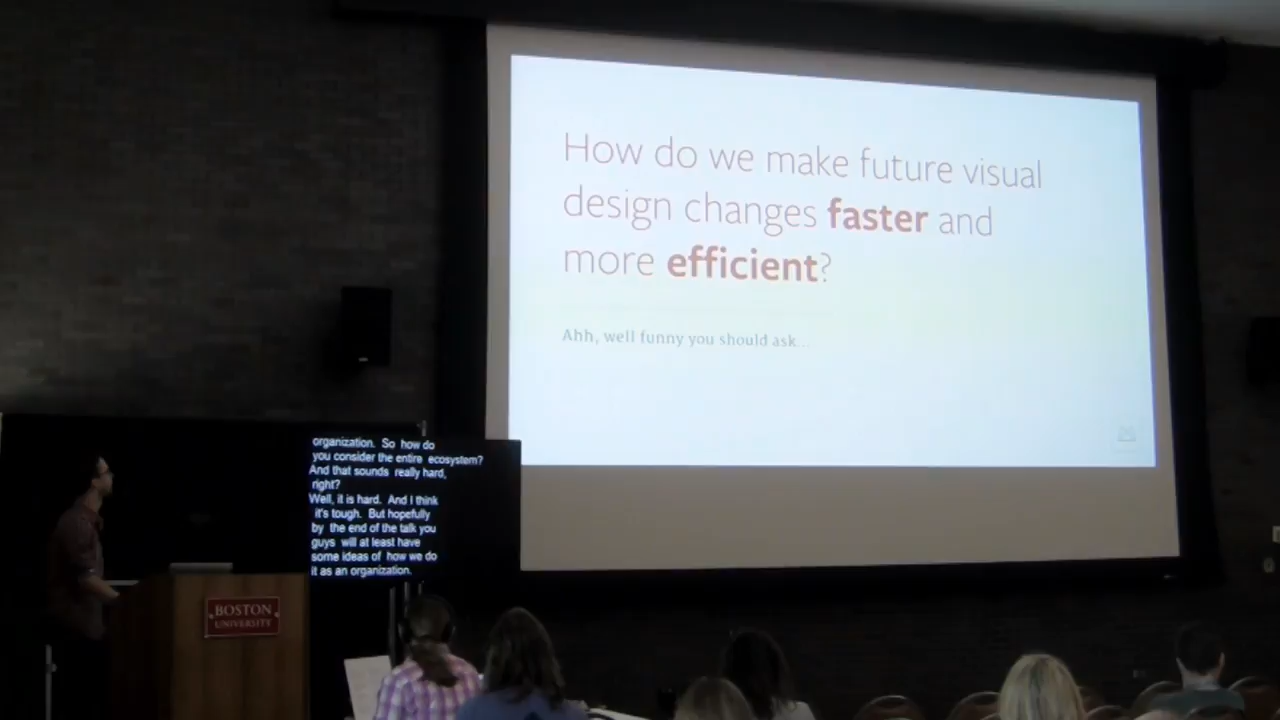 How do we make future visual
design changes faster and
more efficient?
Ahh, well funny you should ask...
organization. So how do
you consider the entire ecosystem?
And that sounds really hard,
right?
Well, it is hard. And I think
it's tough. But hopefully
by the end of the talk you
guys will at least have
some ideas of how we do
it as an organization.
BOSTON
UNIVERSITY